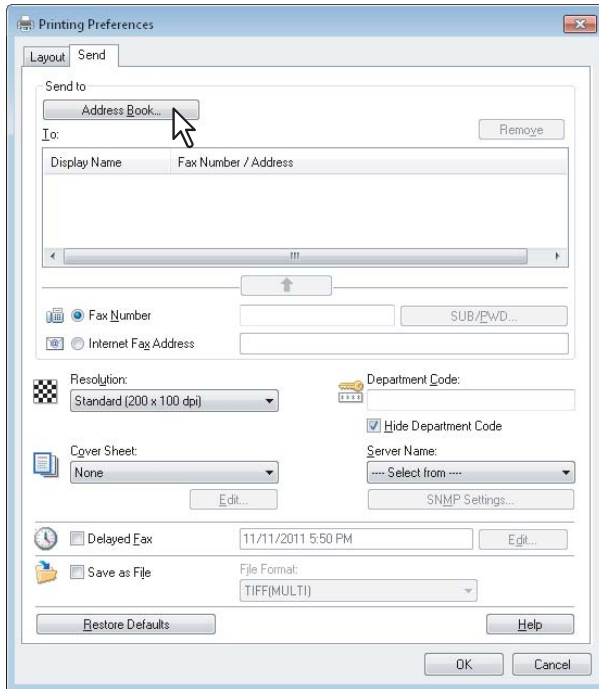 Printing Preferences
Layout Send
Send to
Address Book...
To:
Remove
Display Name Fax Number / Address
Fax Number SUB/PWD...
Internet Fax Address
Resolution: Department Code:
Standard (200 x 100 dpi)
Hide Department Code
Cover Sheet: Server Name:
None ---- Select from ----
Edit... SNMP Settings...
Delayed Fax 11/11/2011 5:50 PM Edit...
Save as File File Format:
TIFF(MULTI)
Restore Defaults Help
OK Cancel